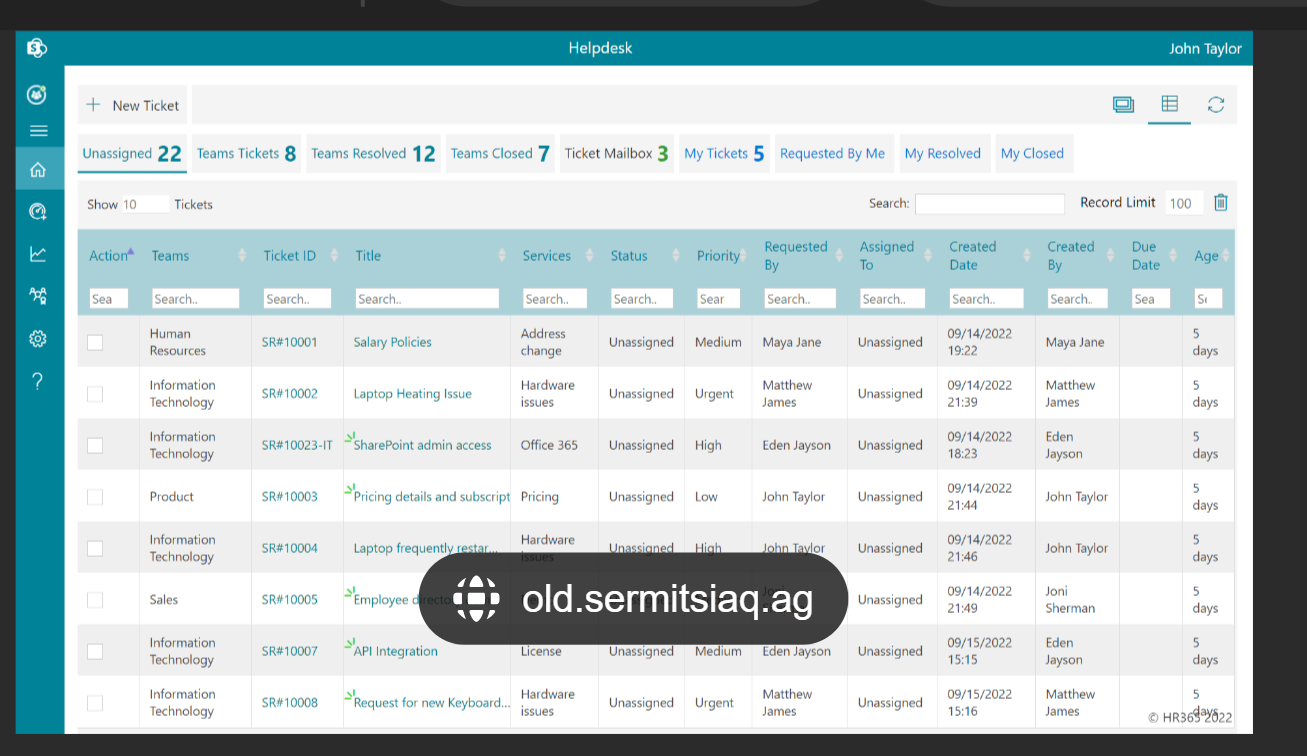 Helpdesk
John Taylor
New Ticket
Unassigned 22 Teams Tickets 8 Teams Resolved 12 Teams Closed 7 Ticket Mailbox 3 My Tickets 5 Requested By Me My Resolved My Closed
Show 10 Tickets Search: Record Limit 100
Action Teams Ticket ID Title Services Status Priority Requested By Assigned To Created Date Created By Due Date Age
Sea Search.. Search.. Search.. Search.. Search.. Sear Search.. Search.. Search.. Search.. Sea
Human Resources SR#10001 Salary Policies Address change Unassigned Medium Maya Jane Unassigned 09/14/2022 19:22 Maya Jane 5 days
Information Technology SR#10002 Laptop Heating Issue Hardware issues Unassigned Urgent Matthew James Unassigned 09/14/2022 21:39 Matthew James 5 days
Information Technology SR#10023-IT SharePoint admin access Office 365 Unassigned High Eden Jayson Unassigned 09/14/2022 18:23 Eden Jayson 5 days
Product SR#10003 Pricing details and subscript Pricing Unassigned Low John Taylor Unassigned 09/14/2022 21:44 John Taylor 5 days
Information Technology SR#10004 Laptop frequently restar... Hardware issues Unassigned High John Taylor Unassigned 09/14/2022 21:46 John Taylor 5 days
Sales SR#10005 Employee Unassigned 09/14/2022 21:49 Joni Sherman 5 days
old.sermitsiaq.ag
Information Technology SR#10007 API Integration License Unassigned Medium Eden Jayson Unassigned 09/15/2022 15:15 Eden Jayson 5 days
Information Technology SR#10008 Request for new Keyboard... Hardware issues Unassigned Urgent Matthew James Unassigned 09/15/2022 15:16 Matthew James 5 days
© HR365 2022